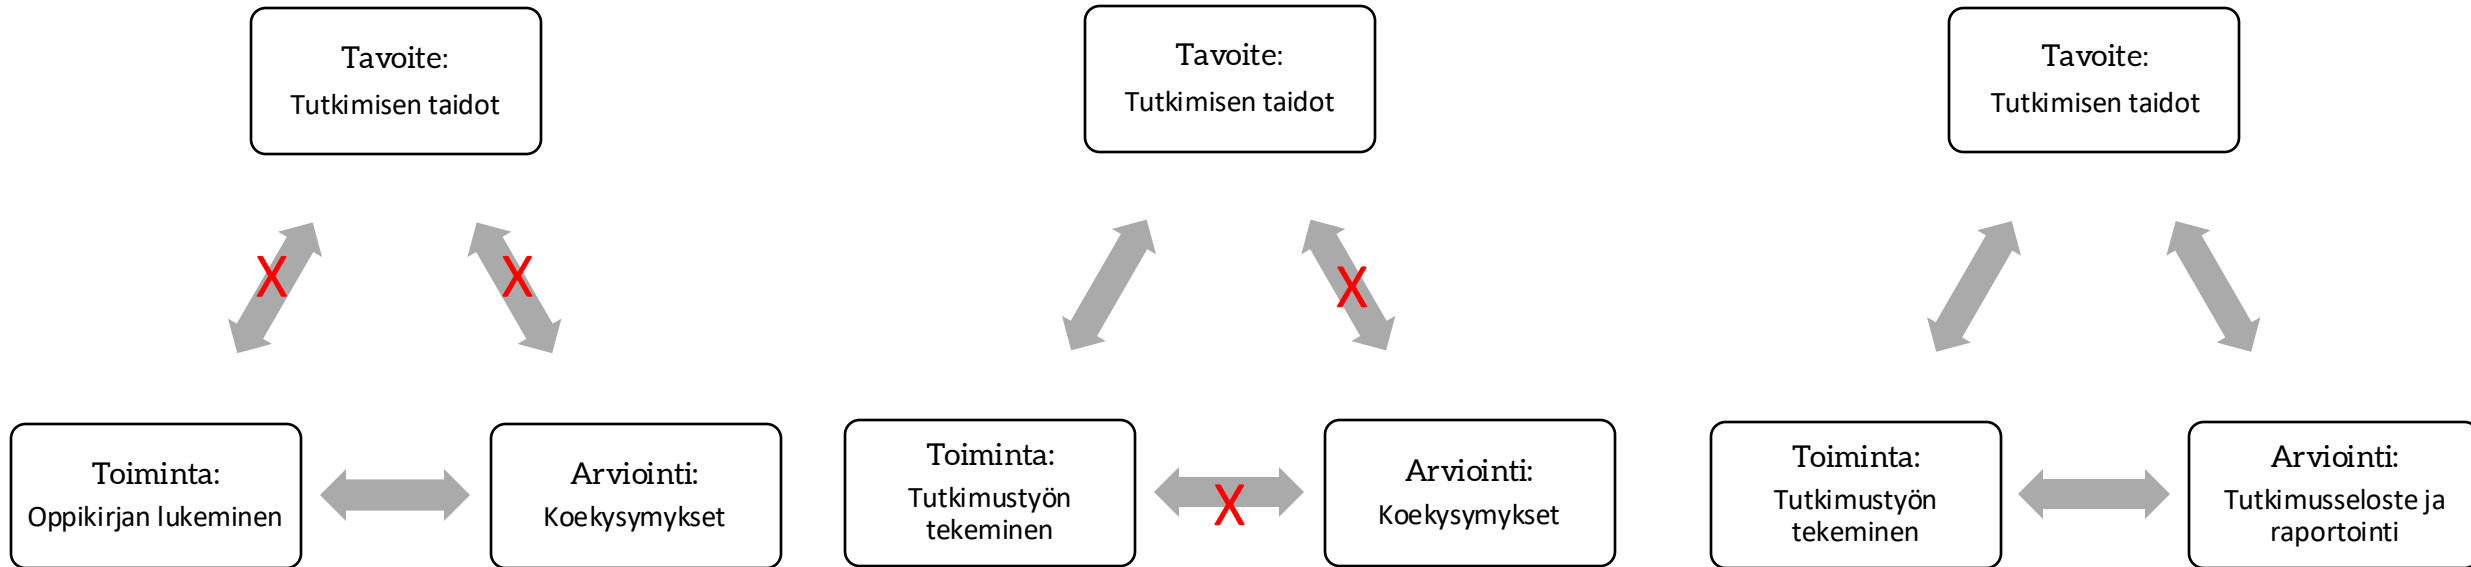 Tavoite:
Tutkimisen taidot
X
X
Toiminta:
Oppikirjan lukeminen
Arviointi:
Koekysymykset
Tavoite:
Tutkimisen taidot
X
Toiminta:
Tutkimustyön
tekeminen
X
Arviointi:
Koekysymykset
Tavoite:
Tutkimisen taidot
Toiminta:
Tutkimustyön
tekeminen
Arviointi:
Tutkimusseloste ja
raportointi